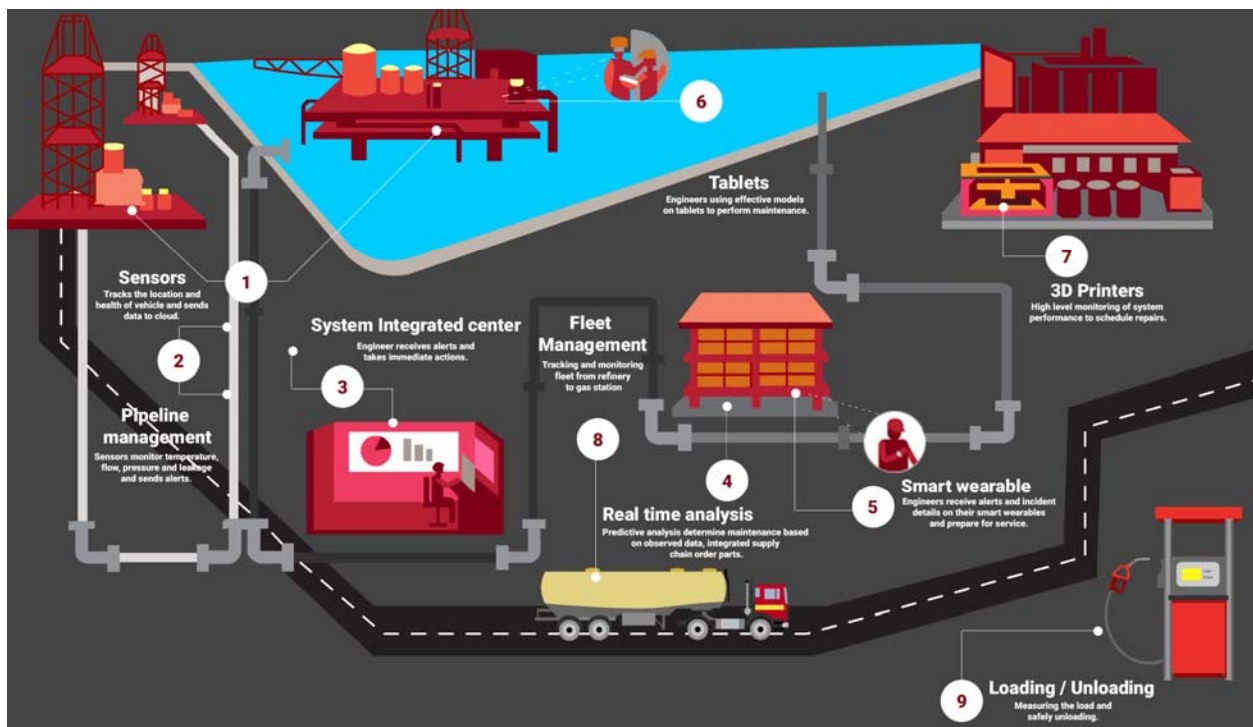 6
Tablets
Engineers using effective models
on tablets to perform maintenance.
7
3D Printers
High level monitoring of system
performance to schedule repairs.
1
Sensors
Tracks the location and
health of vehicle and sends
data to cloud.
2
Pipeline
management
Sensors monitor temperature,
flow, pressure and leakage
and sends alerts.
System Integrated center
Engineer receives alerts and
takes immediate actions.
3
Fleet
Management
Tracking and monitoring
fleet from refinery
to gas station
8
4
Real time analysis
Predictive analysis determine maintenance based
on observed data, integrated supply
chain order parts.
5
Smart wearable
Engineers receive alerts and incident
details on their smart wearables
and prepare for service.
9
Loading / Unloading
Measuring the load and
safely unloading.